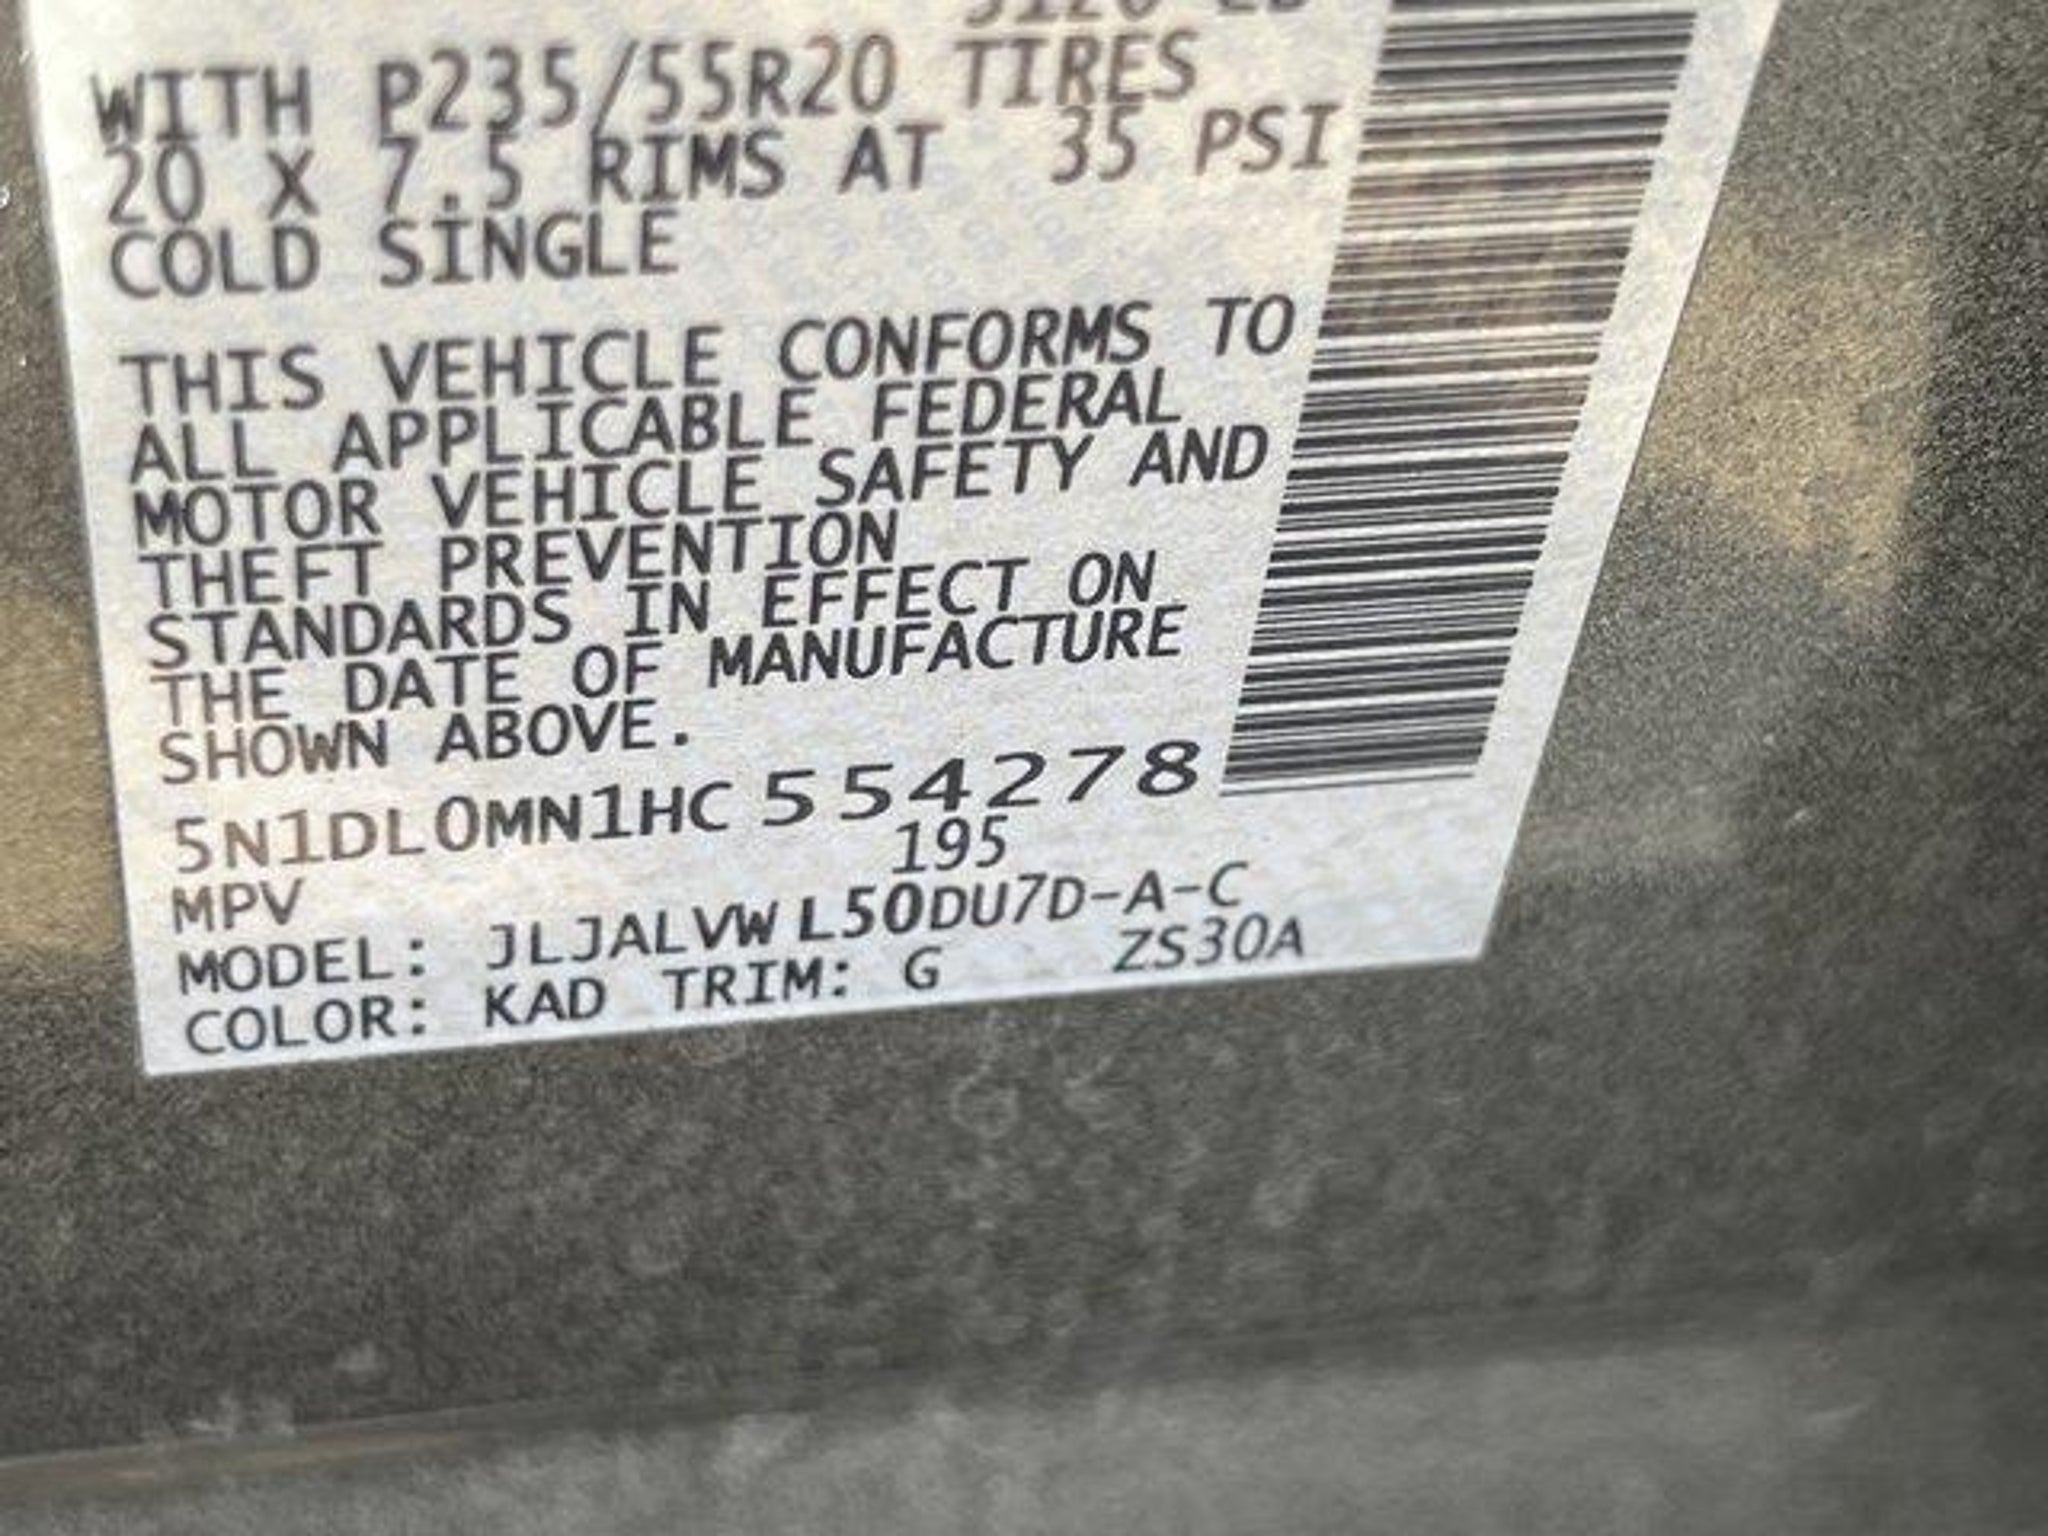 WITH P235/55R20 TIRES
20 X 7.5 RIMS AT 35 PSI
COLD SINGLE
THIS VEHICLE CONFORMS TO
ALL APPLICABLE FEDERAL
MOTOR VEHICLE SAFETY AND
THEFT PREVENTION
STANDARDS IN EFFECT ON
THE DATE OF MANUFACTURE
SHOWN ABOVE.
5N1DL0MN1HC554278
MPV 195
MODEL: JLJALVWL50DU7D-A-C
COLOR: KAD TRIM: G ZS30A